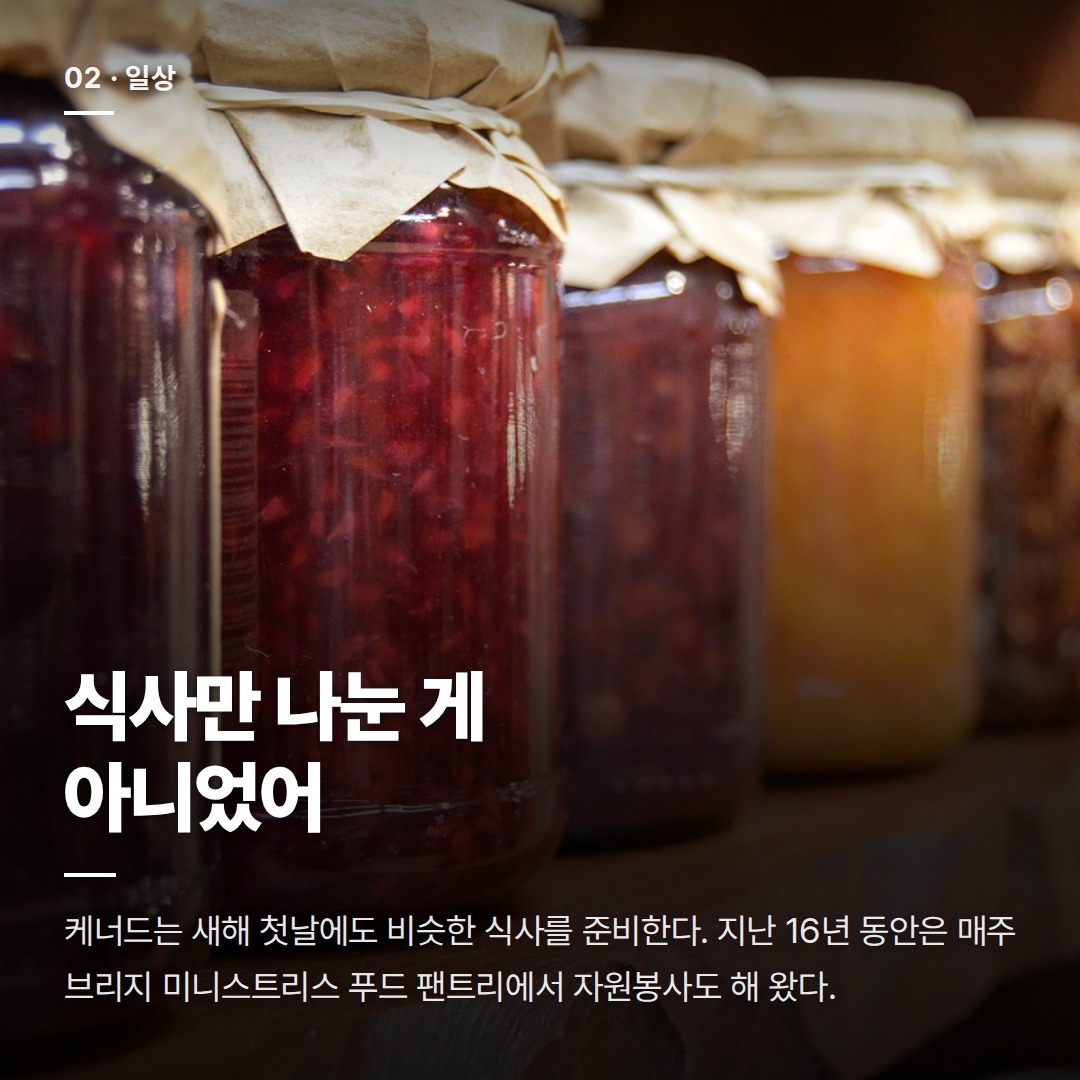 02 · 일상
식사만 나눈 게
아니었어
케너드는 새해 첫날에도 비슷한 식사를 준비한다. 지난 16년 동안은 매주
브리지 미니스트리스 푸드 팬트리에서 자원봉사도 해 왔다.